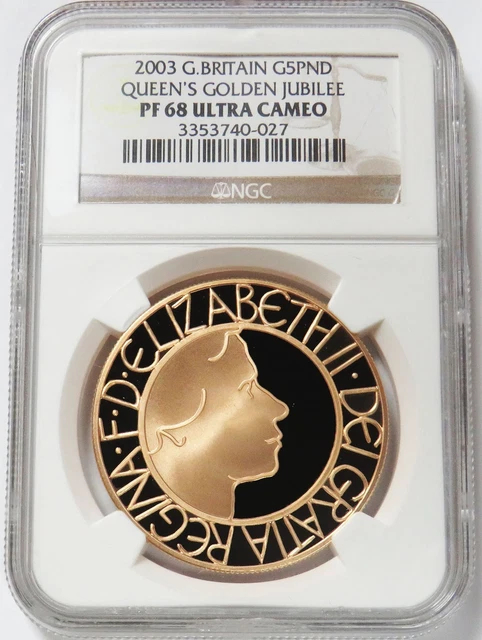 2003 G.BRITAIN G5PND
QUEEN'S GOLDEN JUBILEE
PF 68 ULTRA CAMEO
3353740-027
NGC
ELIZABETH II · DEI GRATIA REGINA · F · D ·